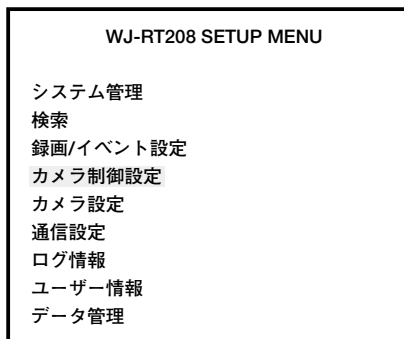 WJ-RT208 SETUP MENU
システム管理
検索
録画/イベント設定
カメラ制御設定
カメラ設定
通信設定
ログ情報
ユーザー情報
データ管理